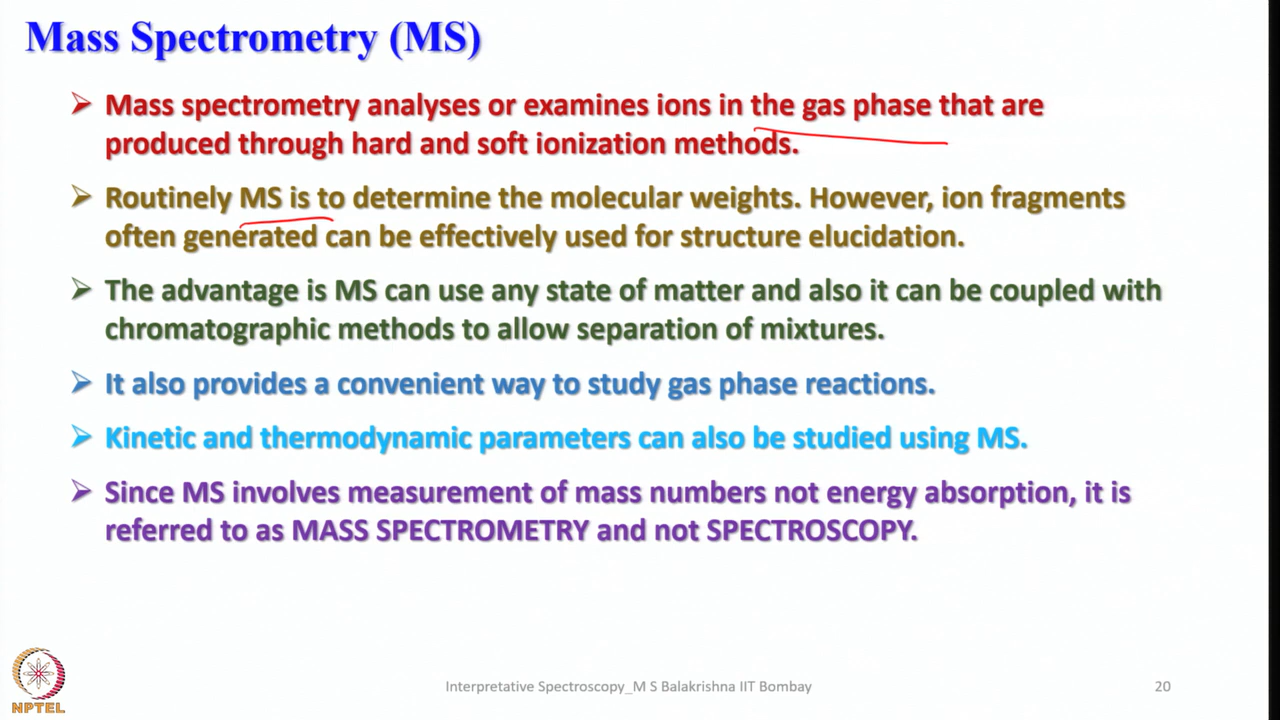 Mass Spectrometry (MS)
➢ Mass spectrometry analyses or examines ions in the gas phase that are
produced through hard and soft ionization methods.
➢ Routinely MS is to determine the molecular weights. However, ion fragments
often generated can be effectively used for structure elucidation.
➢ The advantage is MS can use any state of matter and also it can be coupled with
chromatographic methods to allow separation of mixtures.
➢ It also provides a convenient way to study gas phase reactions.
➢ Kinetic and thermodynamic parameters can also be studied using MS.
➢ Since MS involves measurement of mass numbers not energy absorption, it is
referred to as MASS SPECTROMETRY and not SPECTROSCOPY.
NPTEL
Interpretative Spectroscopy_M S Balakrishna IIT Bombay
20